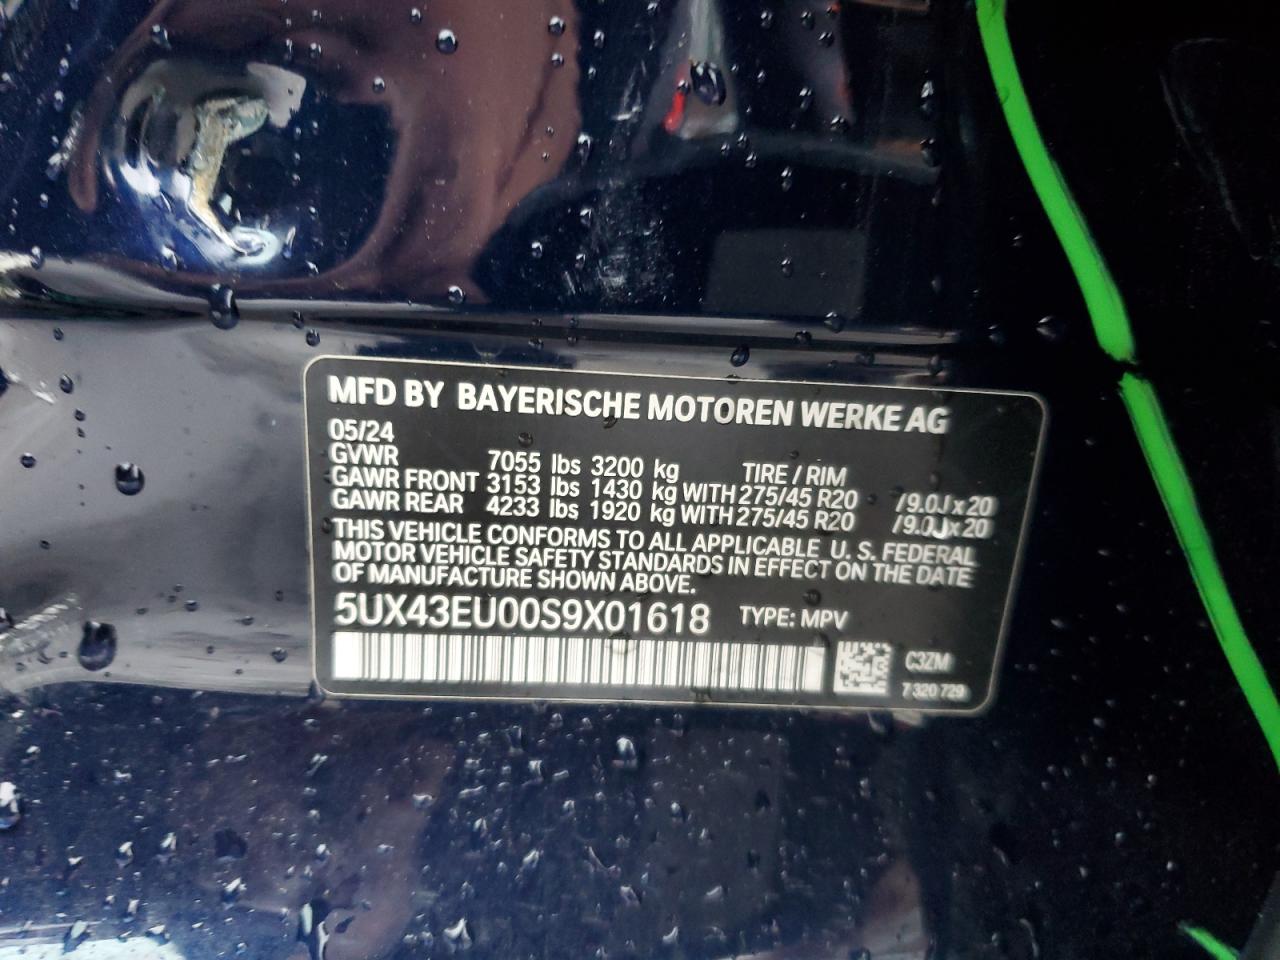 MFD BY BAYERISCHE MOTOREN WERKE AG
05/24
GVWR 7055 lbs 3200 kg TIRE / RIM
GAWR FRONT 3153 lbs 1430 kg WITH 275/45 R20 /9.0J x 20
GAWR REAR 4233 lbs 1920 kg WITH 275/45 R20 /9.0Jx 20
THIS VEHICLE CONFORMS TO ALL APPLICABLE U. S. FEDERAL
MOTOR VEHICLE SAFETY STANDARDS IN EFFECT ON THE DATE
OF MANUFACTURE SHOWN ABOVE.
5UX43EU00S9X01618 TYPE: MPV
C3ZM
7 320 729